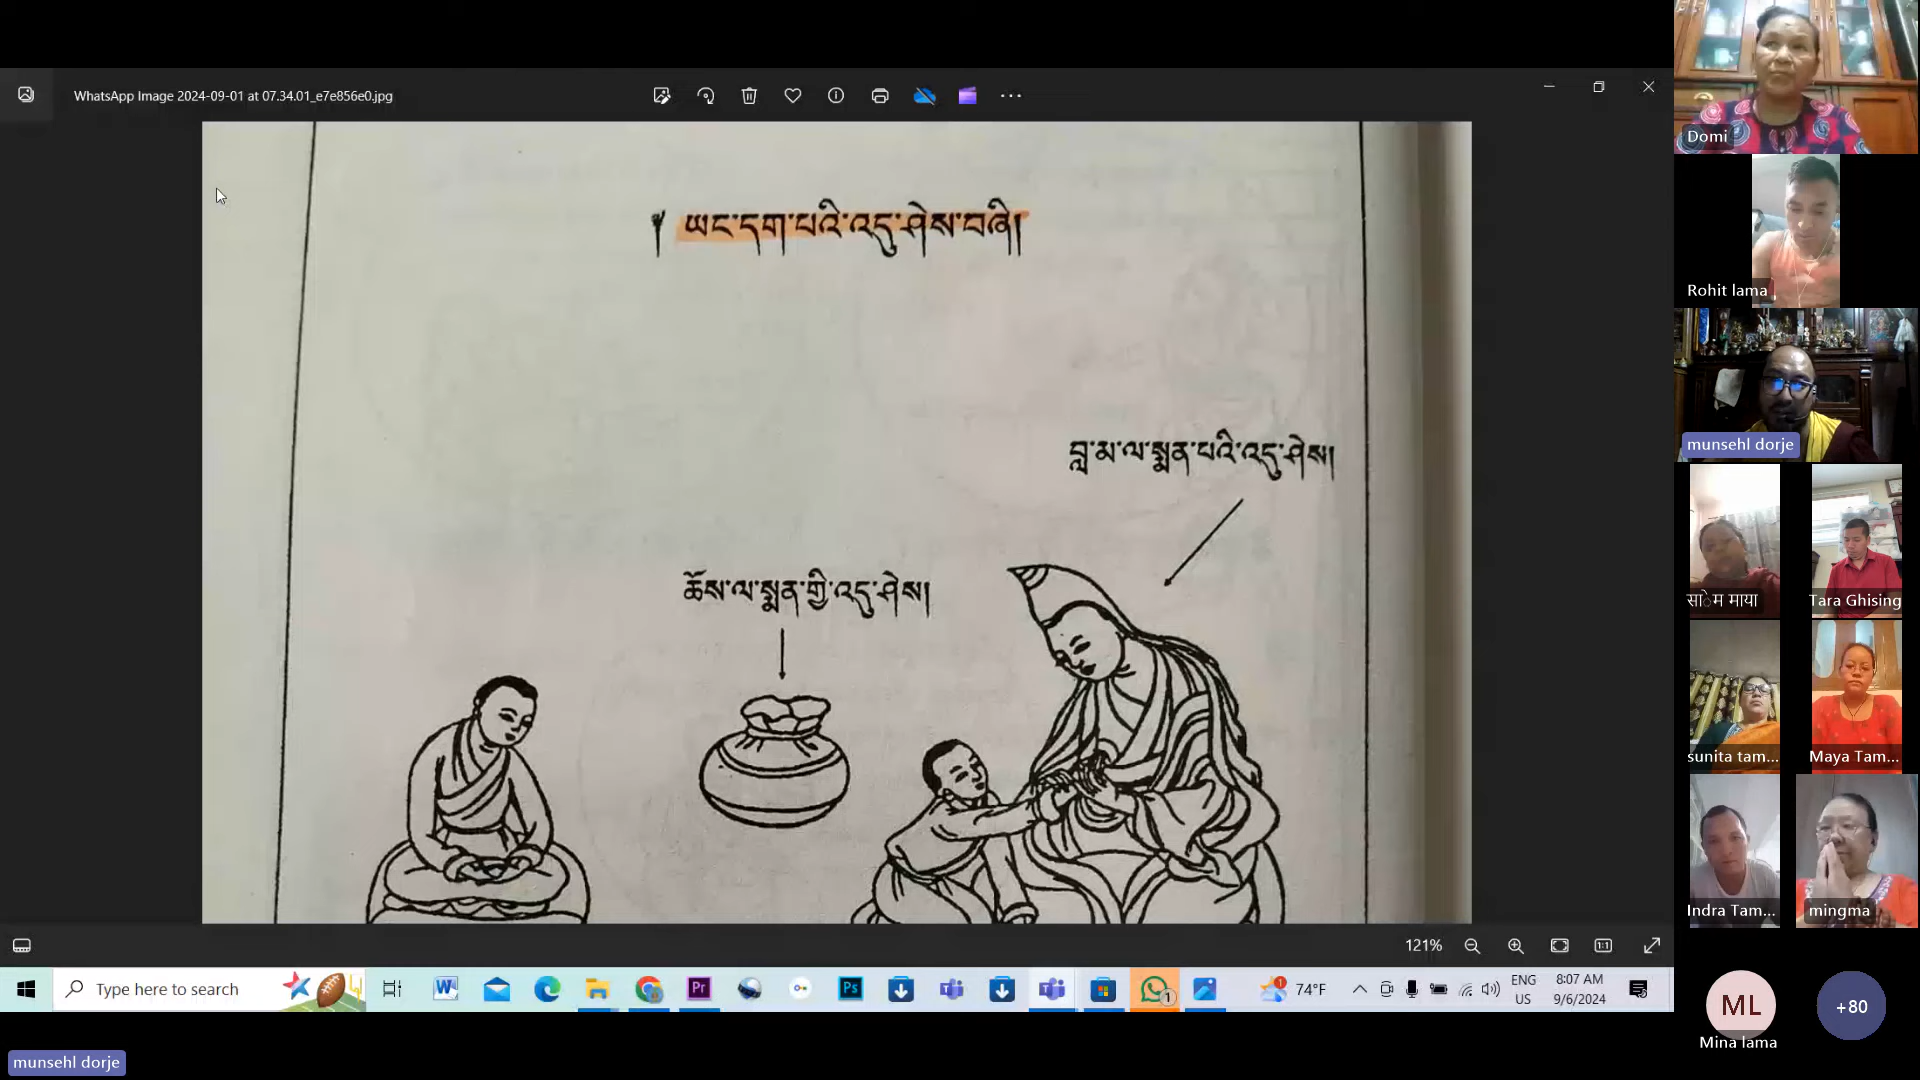 WhatsApp Image 2024-09-01 at 07.34.01_e7e856e0.jpg
ཡང་དག་པའི་འདུ་ཤེས་བཞི།
བླ་མ་ལ་སྨན་པའི་འདུ་ཤེས།
ཆོས་ལ་སྨན་གྱི་འདུ་ཤེས།
121%
1:1
Type here to search
74°F
ENG
US
8:07 AM
9/6/2024
munsehl dorje
Domi
Rohit lama
munsehl dorje
साेम माया
Tara Ghising
sunita tam...
Maya Tam...
Indra Tam...
mingma
ML
Mina lama
+80